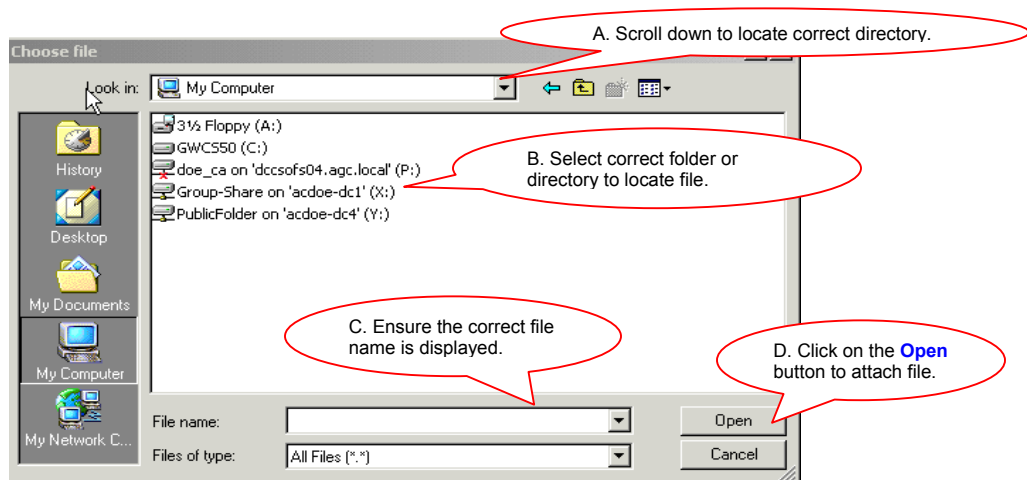 A. Scroll down to locate correct directory.
Choose file
Look in:
My Computer
3½ Floppy (A:)
GWCS50 (C:)
doe_ca on 'dccsofs04.agc.local' (P:)
Group-Share on 'acdoe-dc1' (X:)
PublicFolder on 'acdoe-dc4' (Y:)
B. Select correct folder or
directory to locate file.
History
Desktop
My Documents
My Computer
My Network C...
C. Ensure the correct file
name is displayed.
D. Click on the Open
button to attach file.
File name:
Open
Files of type:
All Files (*.*)
Cancel